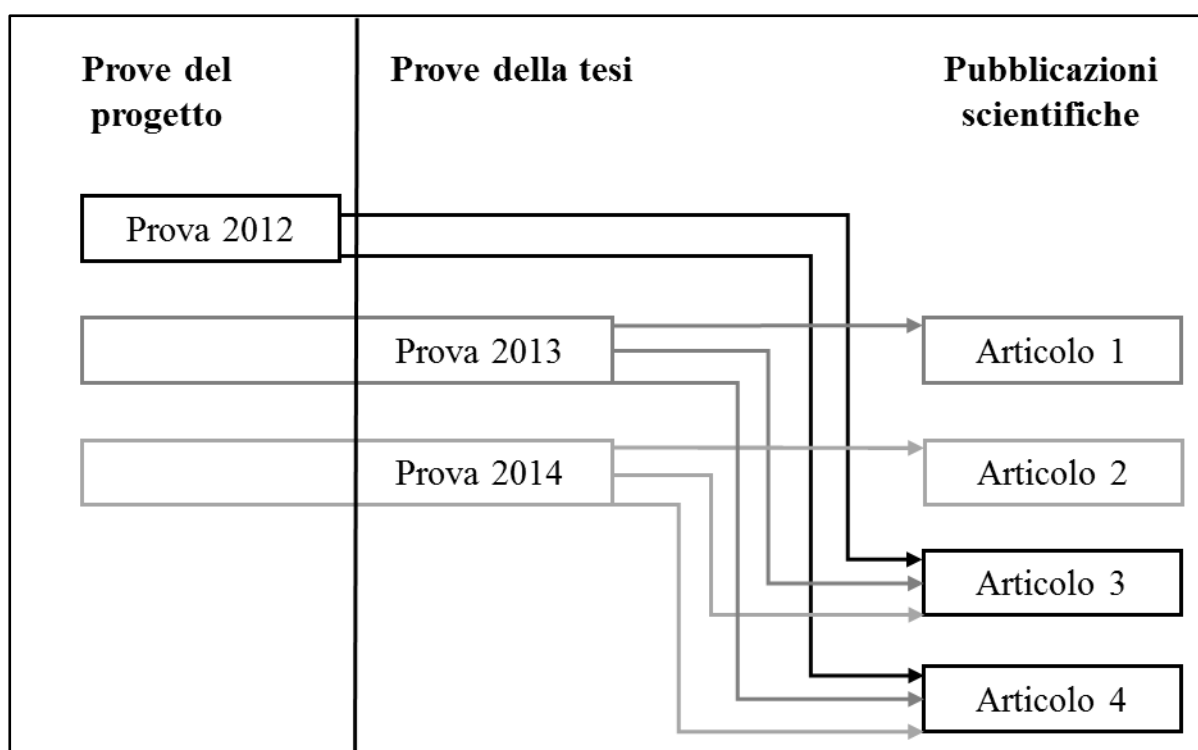 Prove del
progetto
Prove della tesi
Pubblicazioni
scientifiche
Prova 2012
Prova 2013
Articolo 1
Prova 2014
Articolo 2
Articolo 3
Articolo 4